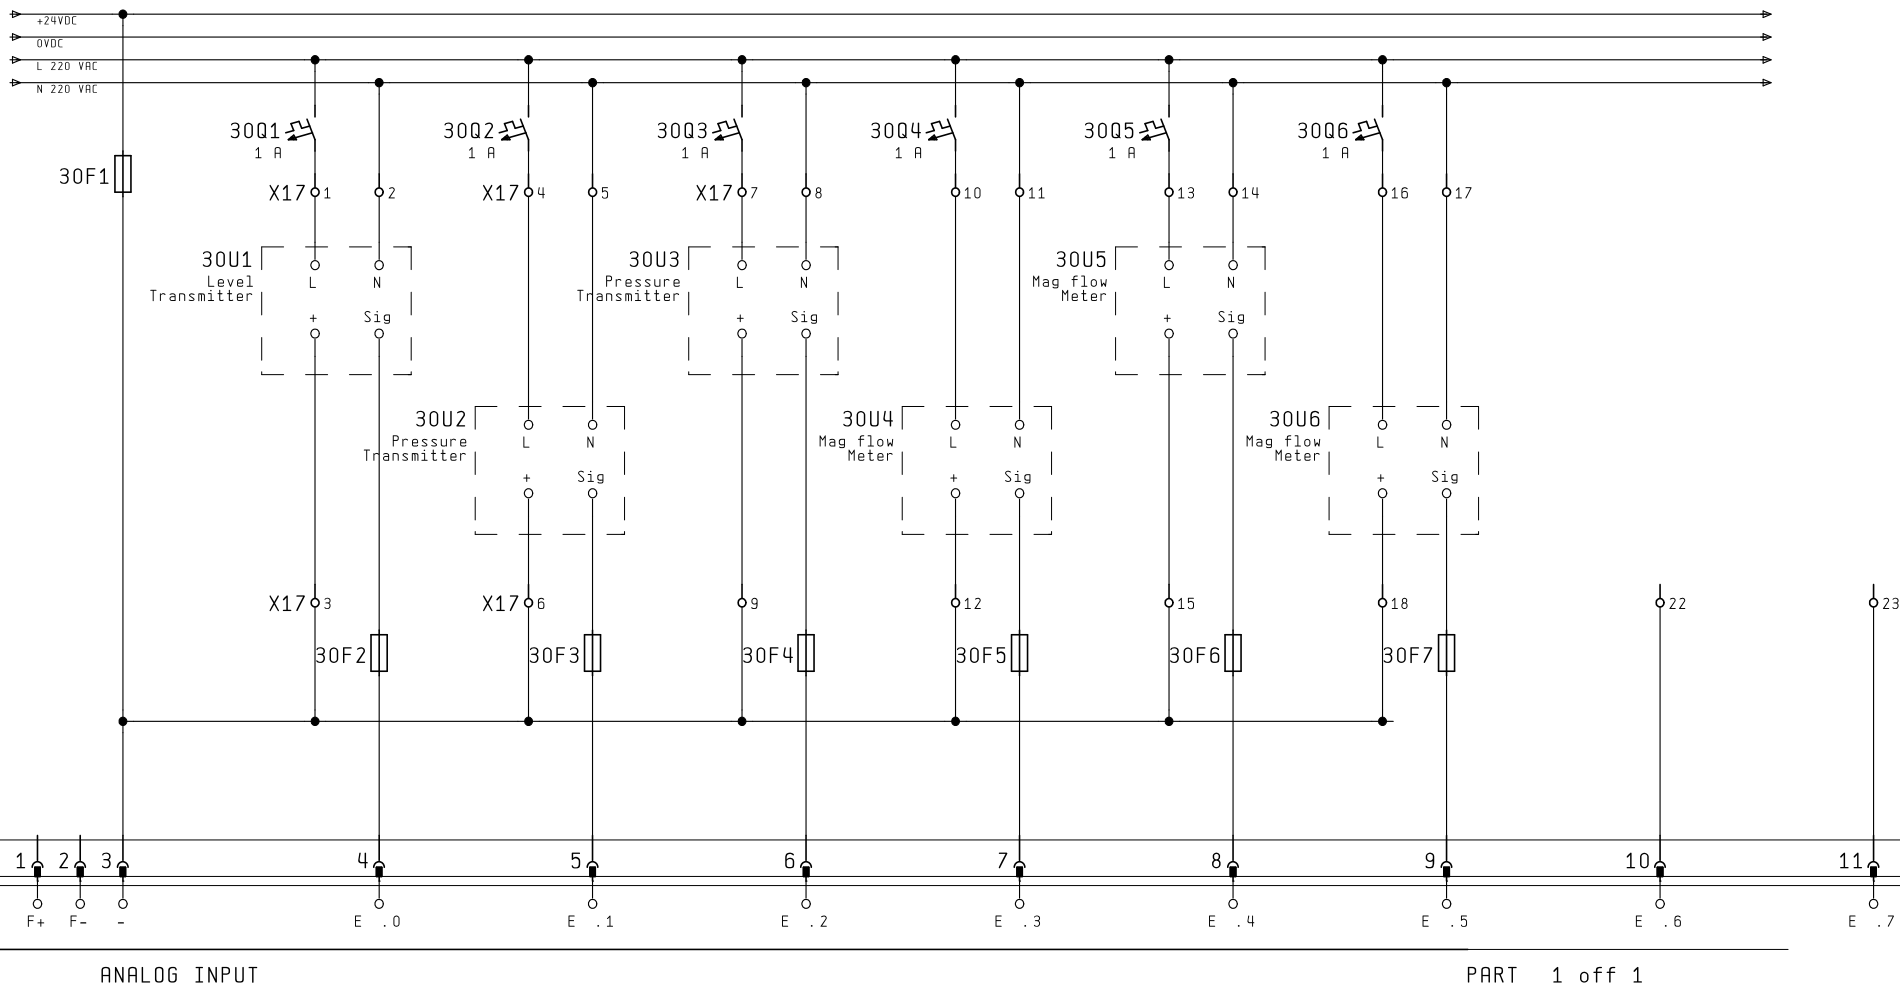 +24VDC
0VDC
L 220 VAC
N 220 VAC
30Q1
1 A
30Q2
1 A
30Q3
1 A
30Q4
1 A
30Q5
1 A
30Q6
1 A
30F1
X17 1 2 X17 4 5 X17 7 8 10 11 13 14 16 17
30U1
Level
Transmitter
L N
+ Sig
30U3
Pressure
Transmitter
L N
+ Sig
30U5
Mag flow
Meter
L N
+ Sig
30U2
Pressure
Transmitter
L N
+ Sig
30U4
Mag flow
Meter
L N
+ Sig
30U6
Mag flow
Meter
L N
+ Sig
X17 3 X17 6 9 12 15 18 22 23
30F2 30F3 30F4 30F5 30F6 30F7
1 2 3 4 5 6 7 8 9 10 11
F+ F- - E .0 E .1 E .2 E .3 E .4 E .5 E .6 E .7
ANALOG INPUT PART 1 off 1